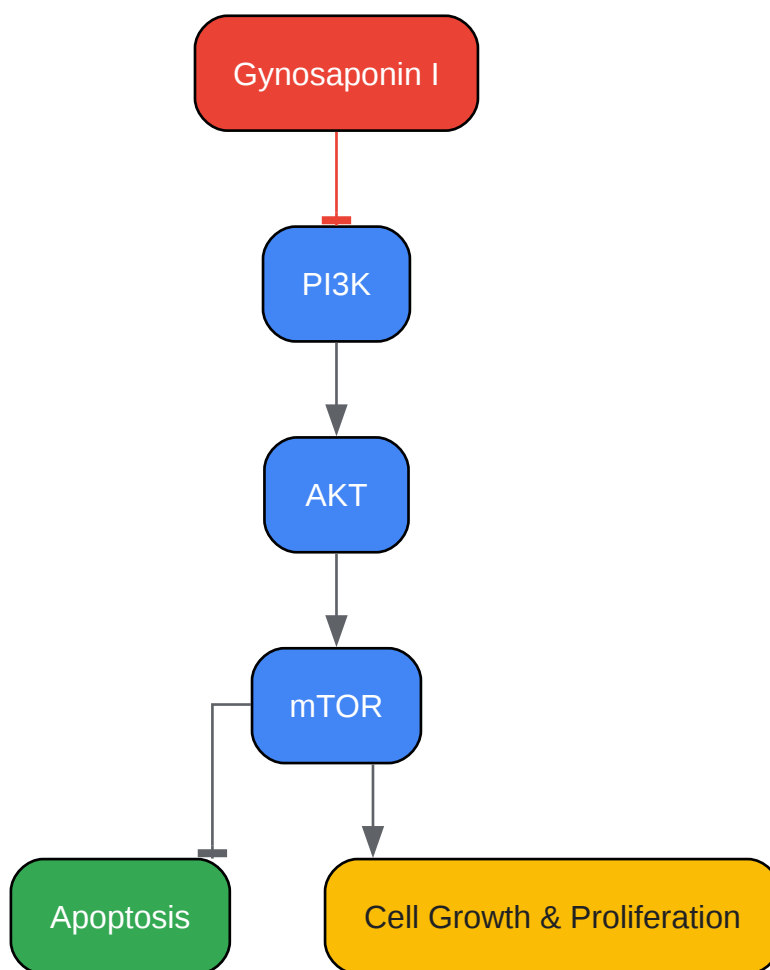 Gynosaponin I
PI3K
AKT
mTOR
Apoptosis
Cell Growth & Proliferation